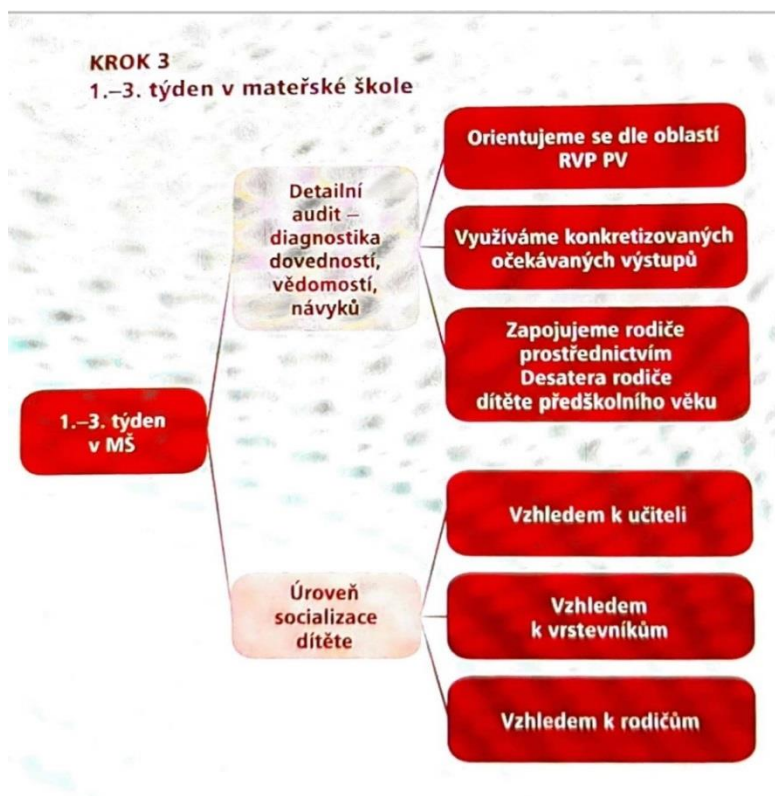 KROK 3
1.–3. týden v mateřské škole
1.–3. týden
v MŠ
Detailní
audit –
diagnostika
dovedností,
vědomostí,
návyků
Orientujeme se dle oblastí
RVP PV
Využíváme konkretizovaných
očekávaných výstupů
Zapojujeme rodiče
prostřednictvím
Desatera rodiče
dítěte předškolního věku
Úroveň
socializace
dítěte
Vzhledem k učiteli
Vzhledem
k vrstevníkům
Vzhledem k rodičům